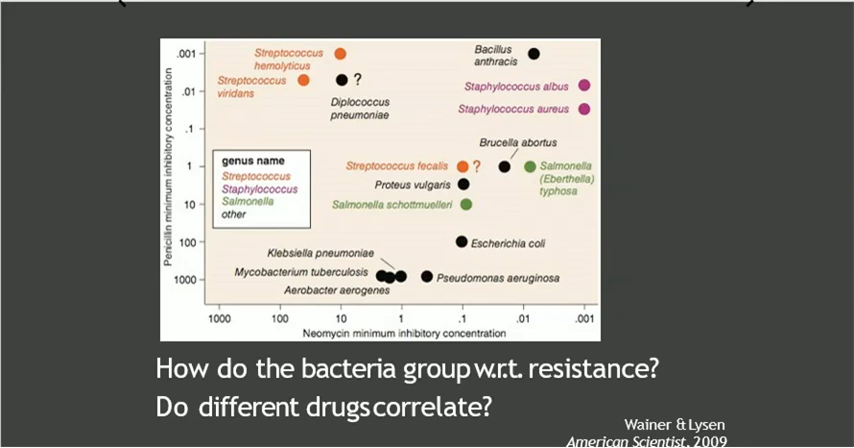 .001
.01
.1
1
10
100
1000
Penicillin minimum inhibitory concentration
Streptococcus
hemolyticus
Streptococcus
viridans
?
Diplococcus
pneumoniae
Bacillus
anthracis
Staphylococcus albus
Staphylococcus aureus
Brucella abortus
genus name
Streptococcus
Staphylococcus
Salmonella
other
Streptococcus fecalis
?
Salmonella
(Eberthella)
typhosa
Proteus vulgaris
Salmonella schottmuelleri
Escherichia coli
Klebsiella pneumoniae
Mycobacterium tuberculosis
Aerobacter aerogenes
Pseudomonas aeruginosa
1000 100 10 1 .1 .01 .001
Neomycin minimum inhibitory concentration
How do the bacteria group w.r.t. resistance?
Do different drugs correlate?
Wainer & Lysen
American Scientist, 2009